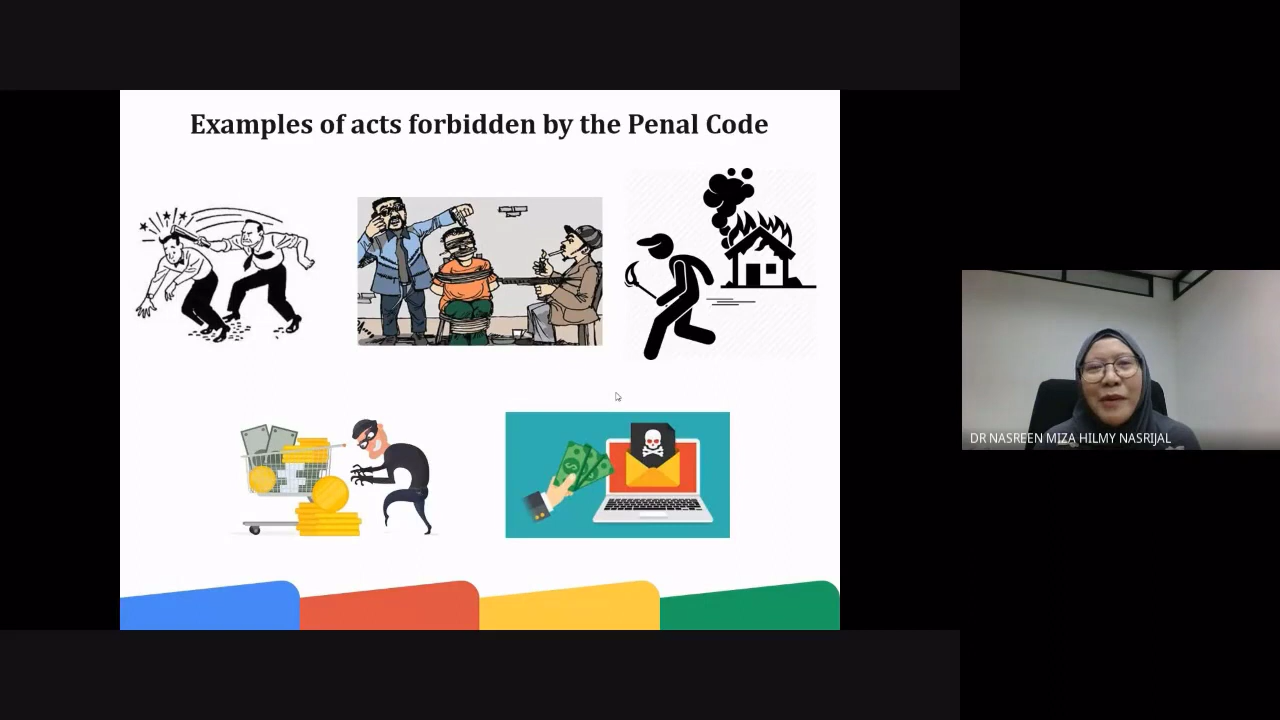 Examples of acts forbidden by the Penal Code
DR NASREEN MIZA HILMY NASRIJAL